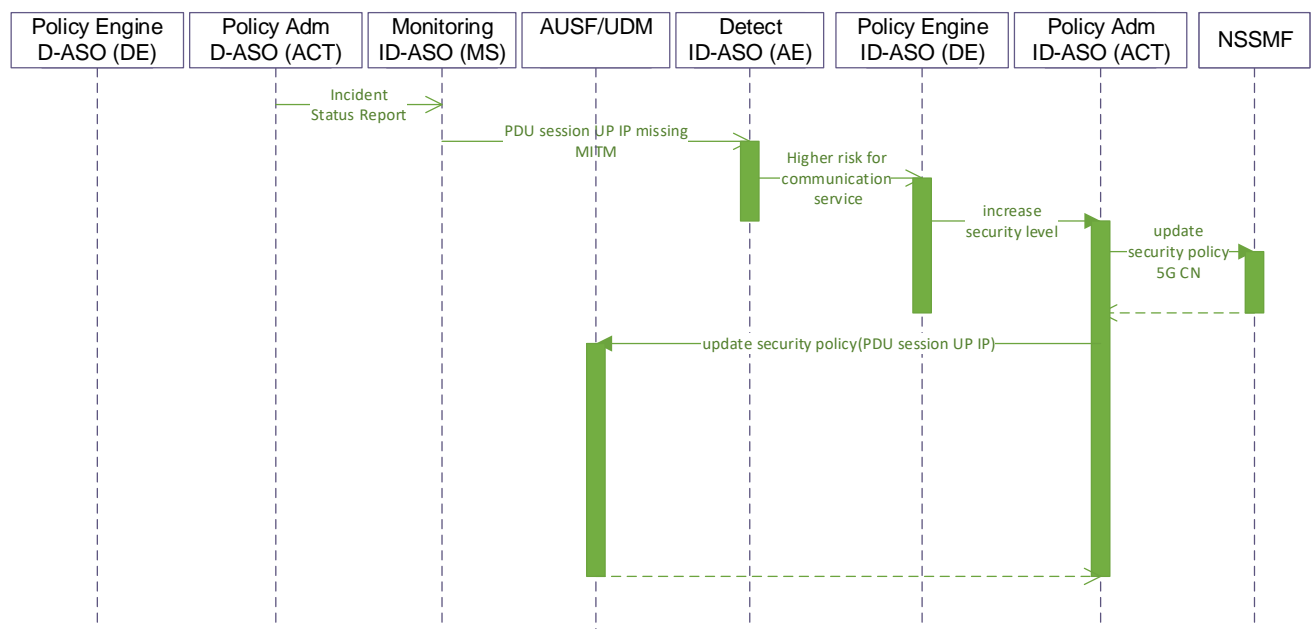 Policy Engine
D-ASO (DE)
Policy Adm
D-ASO (ACT)
Monitoring
ID-ASO (MS)
AUSF/UDM
Detect
ID-ASO (AE)
Policy Engine
ID-ASO (DE)
Policy Adm
ID-ASO (ACT)
NSSMF
Incident
Status Report
PDU session UP IP missing
MITM
Higher risk for
communication
service
increase
security level
update
security policy
5G CN
update security policy(PDU session UP IP)